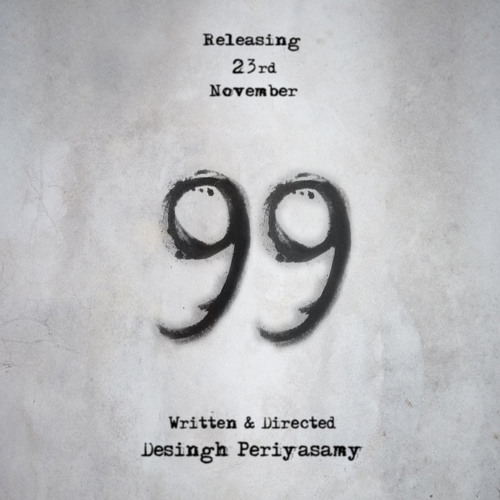 Releasing
23rd
November
99
Written & Directed
Desingh Periyasamy